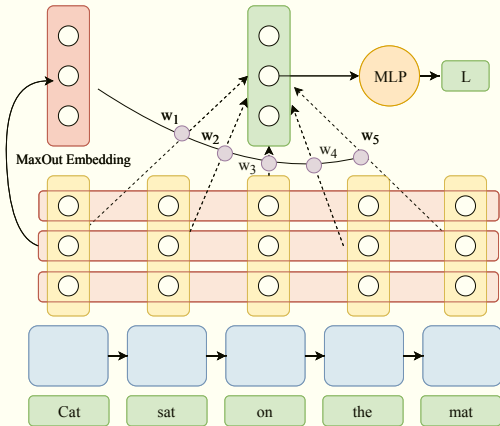 MLP
L
w1
w2
w3
w4
w5
MaxOut Embedding
Cat sat on the mat